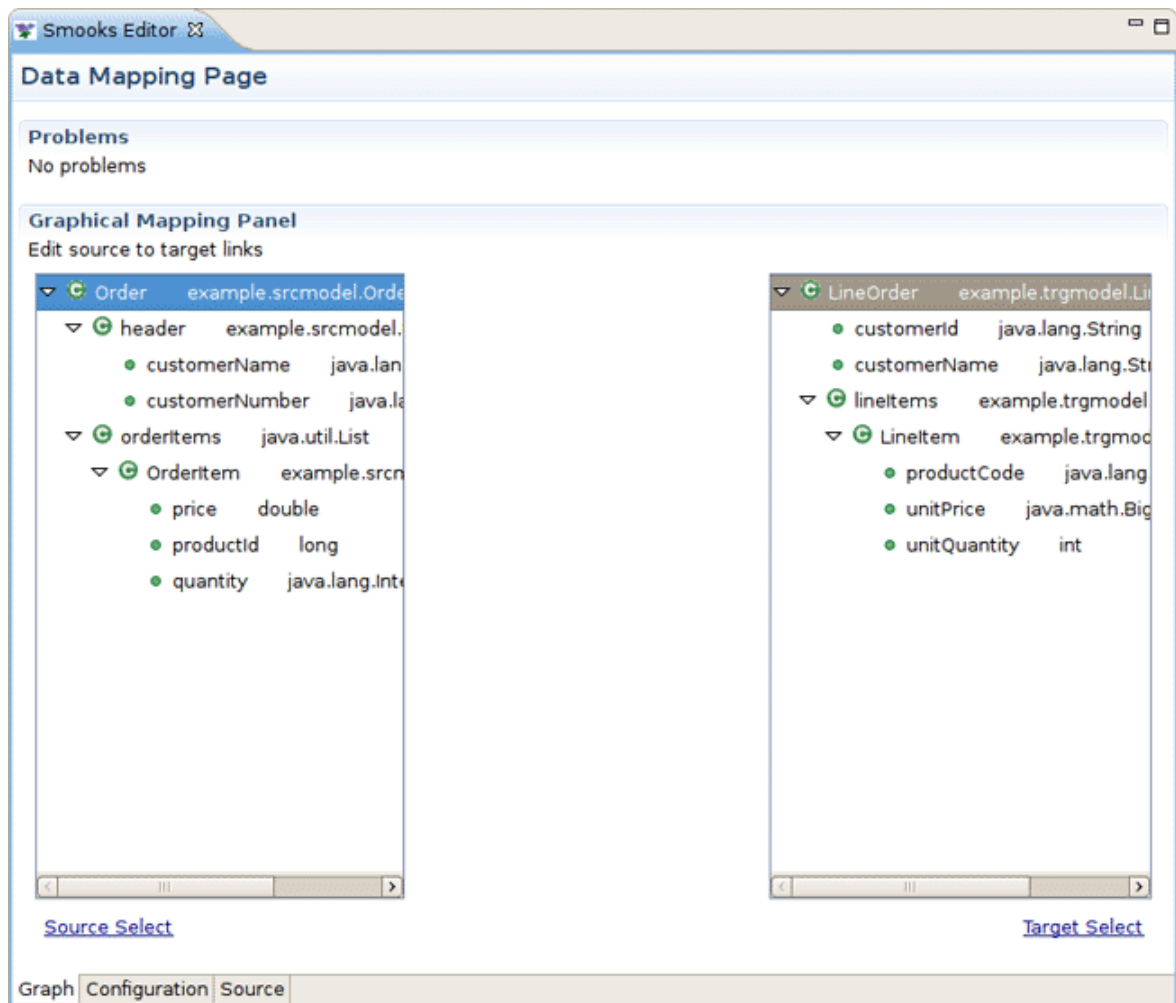 Smooks Editor
Data Mapping Page
Problems
No problems
Graphical Mapping Panel
Edit source to target links
Order example.srcmodel.Orde
header example.srcmodel.
customerName java.lan
customerNumber java.la
orderItems java.util.List
OrderItem example.srcm
price double
productId long
quantity java.lang.Inte
LineOrder example.trgmodel.Li
customerId java.lang.String
customerName java.lang.Stri
lineItems example.trgmodel
LineItem example.trgmod
productCode java.lang
unitPrice java.math.Big
unitQuantity int
Source Select
Target Select
Graph Configuration Source